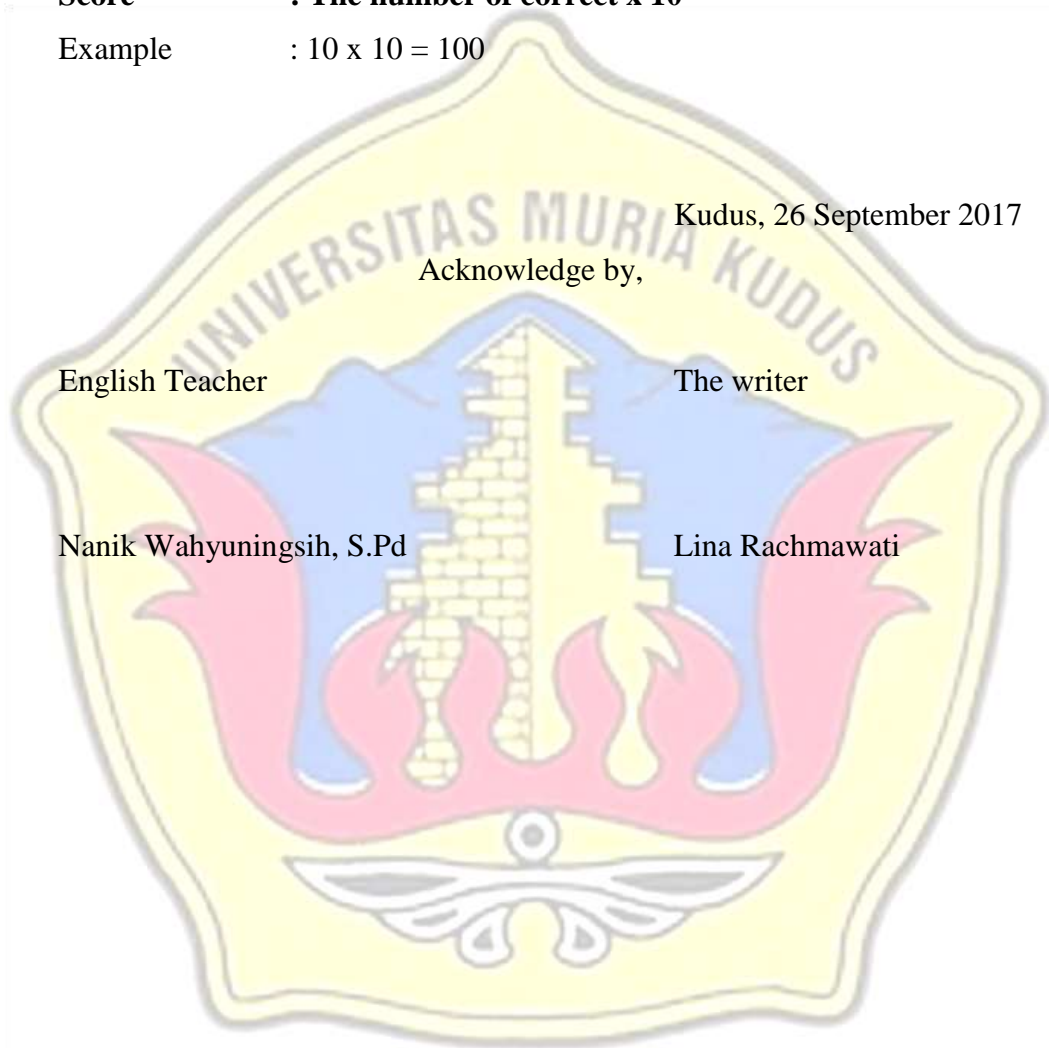 Score : The number of correct x 10
Example : 10 x 10 = 100
UNIVERSITAS MURIA KUDUS
Kudus, 26 September 2017
Acknowledge by,
English Teacher The writer
Nanik Wahyuningsih, S.Pd Lina Rachmawati